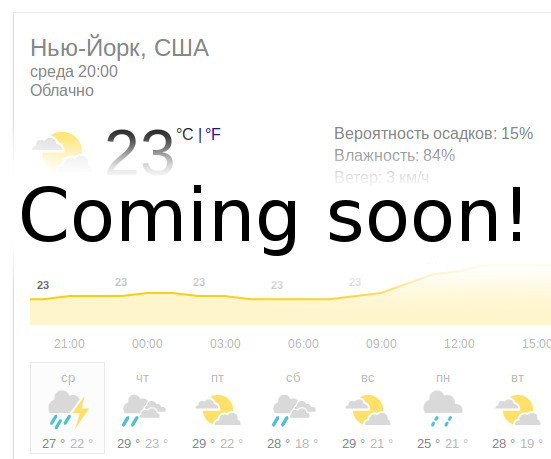 Нью-Йорк, США
среда 20:00
Облачно
23 °C | °F
Вероятность осадков: 15%
Влажность: 84%
Ветер: 3 км/ч
Coming soon!
23 23 23 23 23
21:00 00:00 03:00 06:00 09:00 12:00 15:00
ср чт пт сб вс пн вт
27 ° 22 ° 29 ° 23 ° 29 ° 22 ° 28 ° 18 ° 29 ° 21 ° 25 ° 21 ° 28 ° 19 °